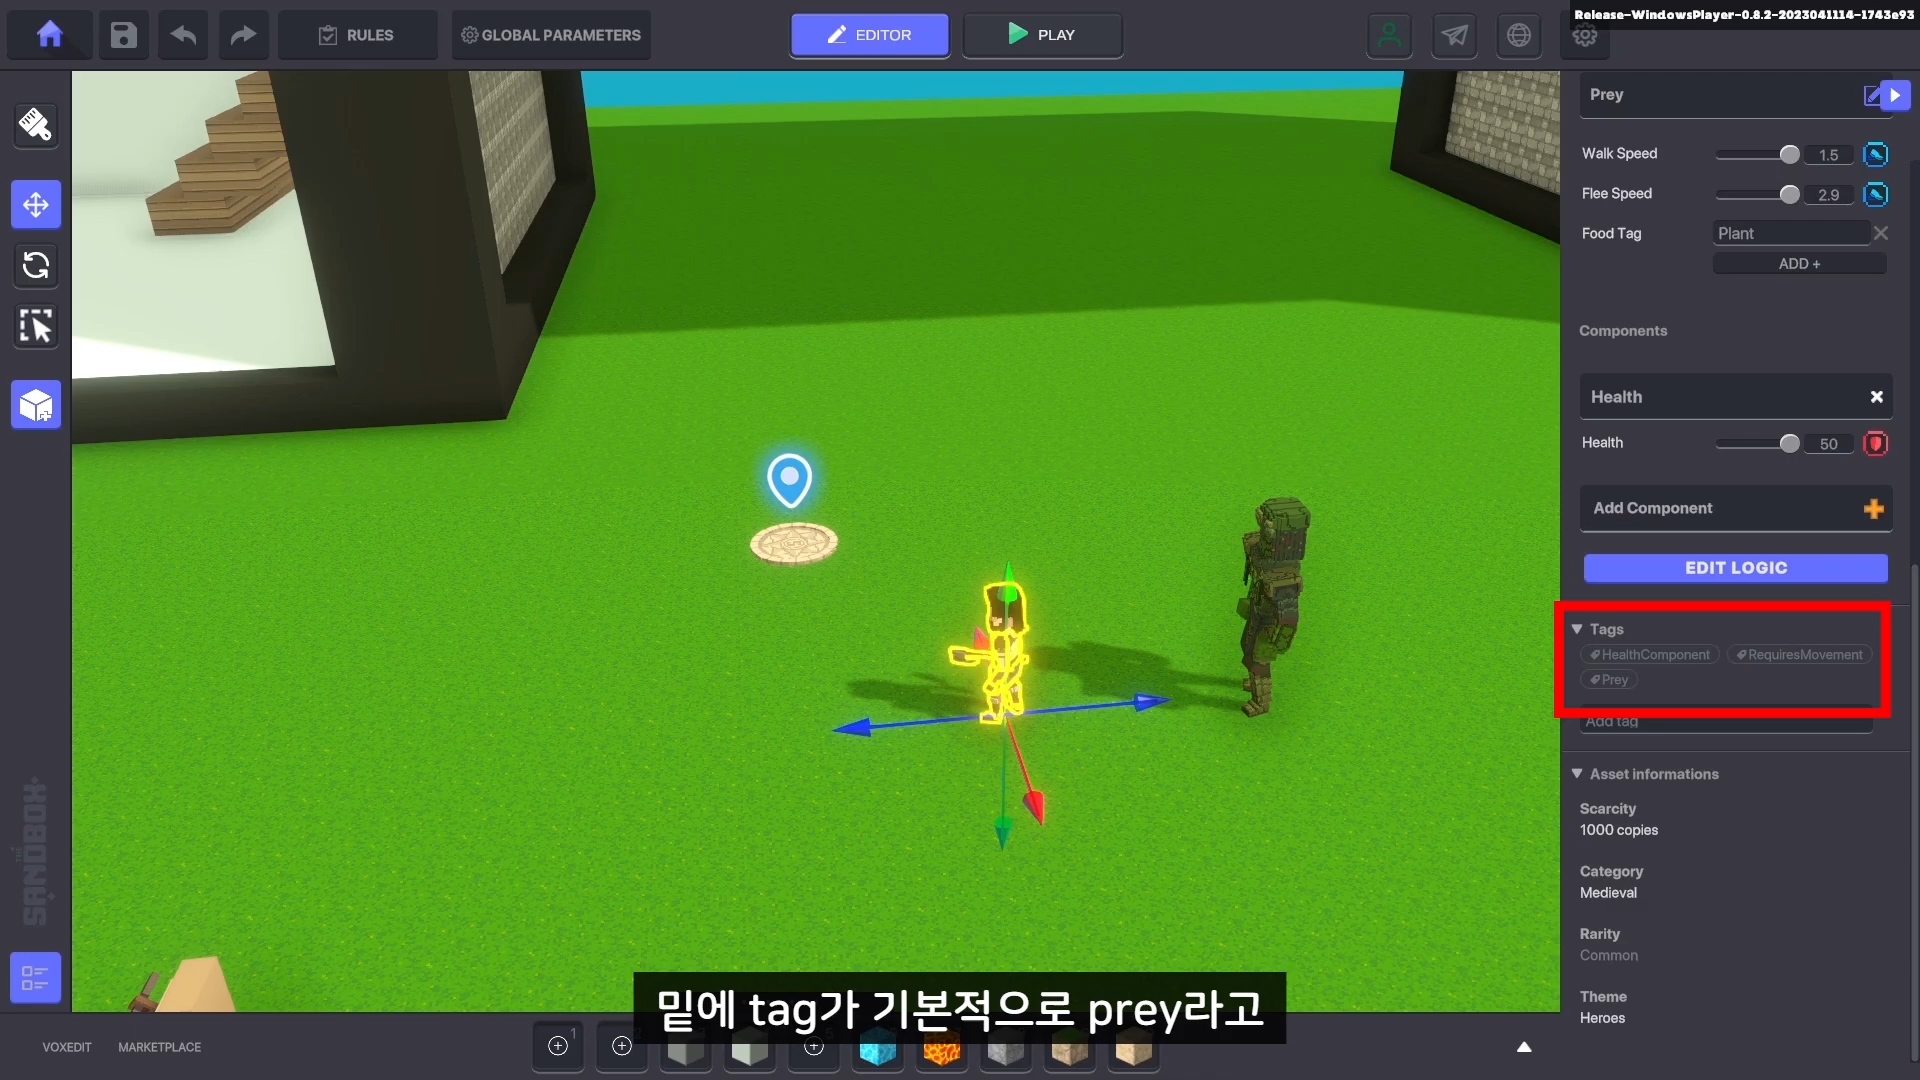 Release-WindowsPlayer-0.8.2-2023041114-1743e93
RULES
GLOBAL PARAMETERS
EDITOR
PLAY
Prey
Walk Speed
1.5
Flee Speed
2.9
Food Tag
Plant
ADD +
Components
Health
Health
50
Add Component
EDIT LOGIC
Tags
HealthComponent
RequiresMovement
Prey
Add tag
Asset informations
Scarcity
1000 copies
Category
Medieval
Rarity
Common
Theme
Heroes
THE SANDBOX
밑에 tag가 기본적으로 prey라고
VOXEDIT
MARKETPLACE
1